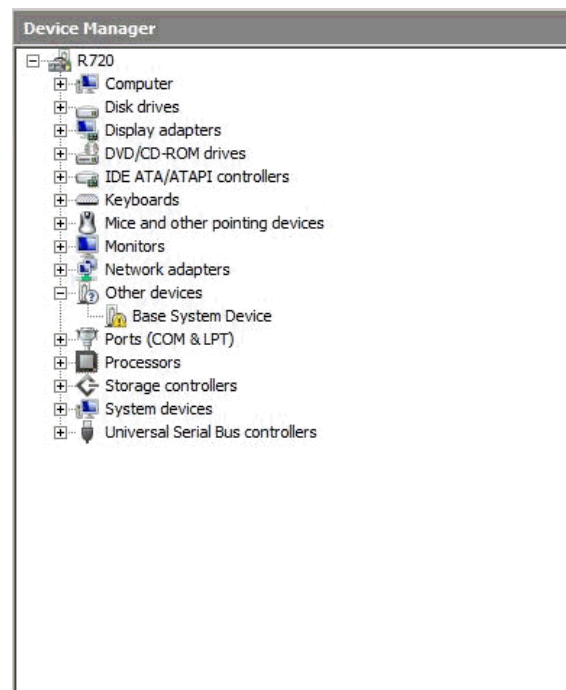 Device Manager
R720
Computer
Disk drives
Display adapters
DVD/CD-ROM drives
IDE ATA/ATAPI controllers
Keyboards
Mice and other pointing devices
Monitors
Network adapters
Other devices
Base System Device
Ports (COM & LPT)
Processors
Storage controllers
System devices
Universal Serial Bus controllers